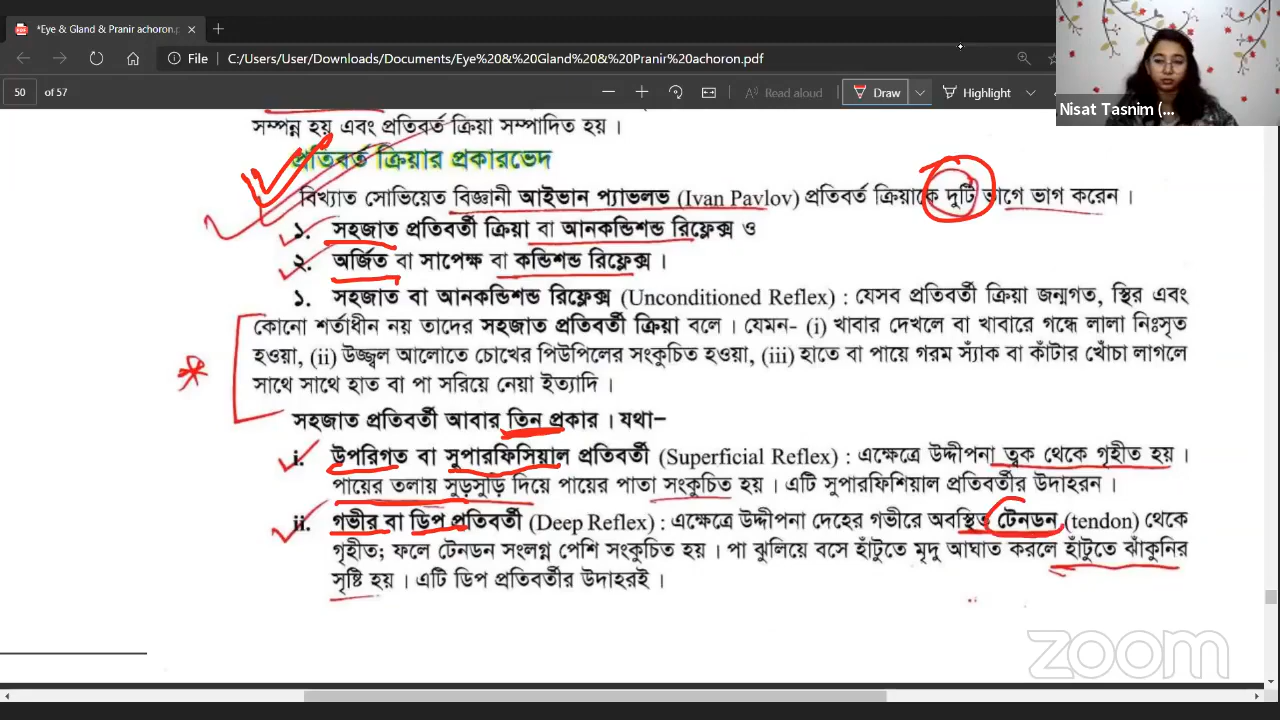 *Eye & Gland & Pranir achoron.p
File C:/Users/User/Downloads/Documents/Eye%20&%20Gland%20&%20Pranir%20achoron.pdf
50 of 57 Read aloud Draw Highlight
Nisat Tasnim (...
সম্পন্ন হয় এবং প্রতিবর্ত ক্রিয়া সম্পাদিত হয়।
প্রতিবর্ত ক্রিয়ার প্রকারভেদ
বিখ্যাত সোভিয়েত বিজ্ঞানী আইভান প্যাভলভ (Ivan Pavlov) প্রতিবর্ত ক্রিয়াকে দুটি ভাগে ভাগ করেন।
১. সহজাত প্রতিবর্তী ক্রিয়া বা আনকন্ডিশন্ড রিফ্লেক্স ও
২. অর্জিত বা সাপেক্ষ বা কন্ডিশন্ড রিফ্লেক্স।
১. সহজাত বা আনকন্ডিশন্ড রিফ্লেক্স (Unconditioned Reflex) : যেসব প্রতিবর্তী ক্রিয়া জন্মগত, স্থির এবং
কোনো শর্তাধীন নয় তাদের সহজাত প্রতিবর্তী ক্রিয়া বলে। যেমন- (i) খাবার দেখলে বা খাবারে গন্ধে লালা নিঃসৃত
হওয়া, (ii) উজ্জ্বল আলোতে চোখের পিউপিলের সংকুচিত হওয়া, (iii) হাতে বা পায়ে গরম স্যাঁক বা কাঁটার খোঁচা লাগলে
সাথে সাথে হাত বা পা সরিয়ে নেয়া ইত্যাদি।
সহজাত প্রতিবর্তী আবার তিন প্রকার। যথা–
i. উপরিগত বা সুপারফিসিয়াল প্রতিবর্তী (Superficial Reflex) : এক্ষেত্রে উদ্দীপনা ত্বক থেকে গৃহীত হয়।
পায়ের তলায় সুড়সুড়ি দিয়ে পায়ের পাতা সংকুচিত হয়। এটি সুপারফিশিয়াল প্রতিবর্তীর উদাহরন।
ii. গভীর বা ডিপ প্রতিবর্তী (Deep Reflex) : এক্ষেত্রে উদ্দীপনা দেহের গভীরে অবস্থিত টেনডন (tendon) থেকে
গৃহীত; ফলে টেনডন সংলগ্ন পেশি সংকুচিত হয়। পা ঝুলিয়ে বসে হাঁটুতে মৃদু আঘাত করলে হাঁটুতে ঝাঁকুনির
সৃষ্টি হয়। এটি ডিপ প্রতিবর্তীর উদাহরই।
zoom